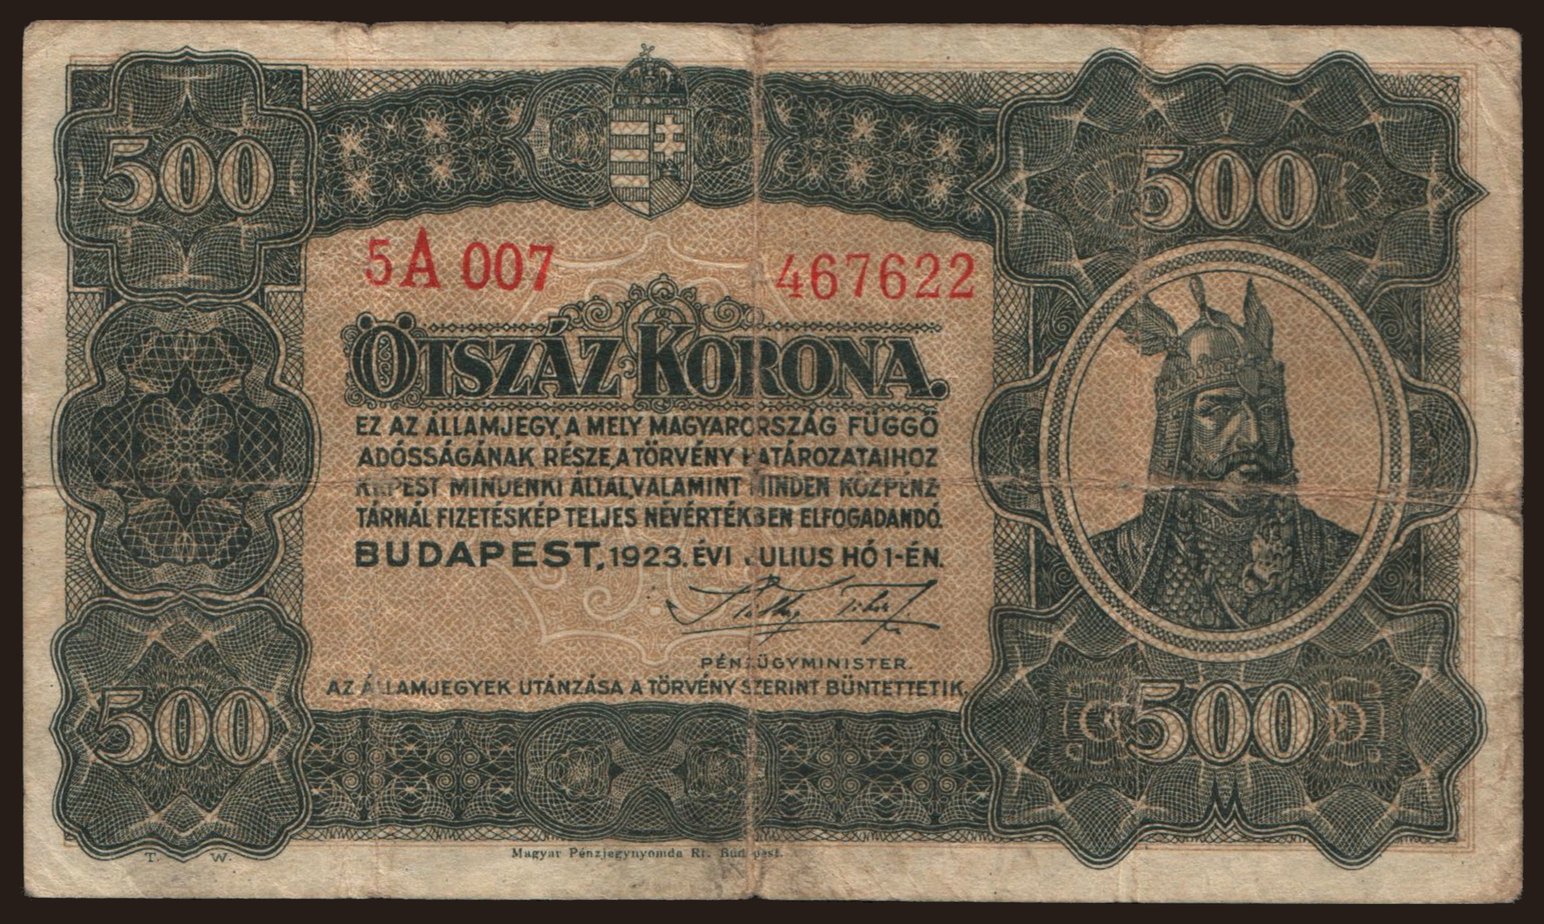 500
500
5A 007 467622
ÖTSZÁZ KORONA.
EZ AZ ÁLLAMJEGY, A MELY MAGYARORSZÁG FÜGGŐ
ADÓSSÁGÁNAK RÉSZE, A TÖRVÉNY HATÁROZATAIHOZ
KÉPEST MINDENKI ÁLTAL, VALAMINT MINDEN KÖZPÉNZ-
TÁRNÁL FIZETÉSKÉP TELJES NÉVÉRTÉKBEN ELFOGADANDÓ.
BUDAPEST, 1923. ÉVI JULIUS HÓ 1-ÉN.
PÉNZÜGYMINISTER.
AZ ÁLLAMJEGYEK UTÁNZÁSA A TÖRVÉNY SZERINT BÜNTETTETIK.
500
500
T. W.
Magyar Pénzjegynyomda Rt. Budapest.